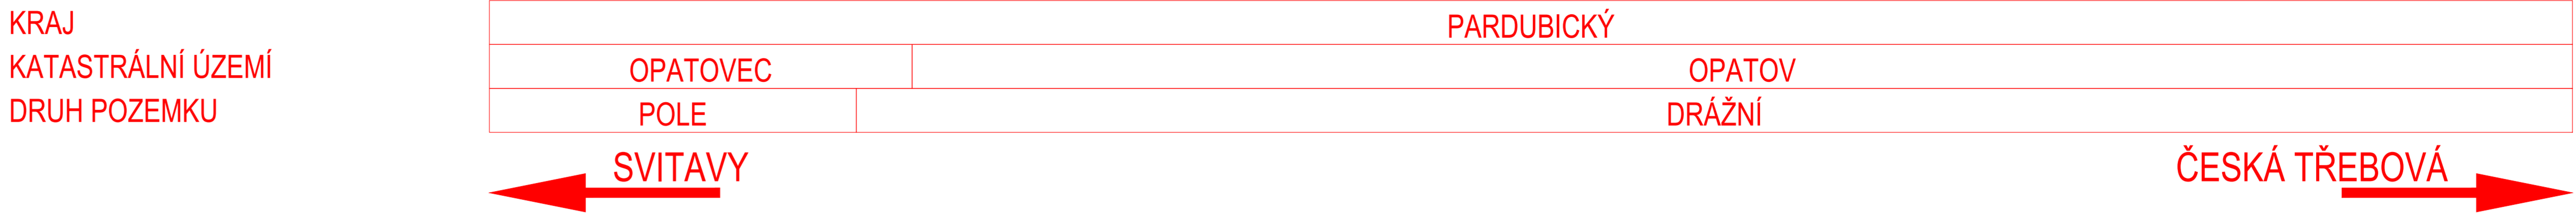 KRAJ PARDUBICKÝ
KATASTRÁLNÍ ÚZEMÍ OPATOVEC OPATOV
DRUH POZEMKU POLE DRÁŽNÍ
SVITAVY ČESKÁ TŘEBOVÁ